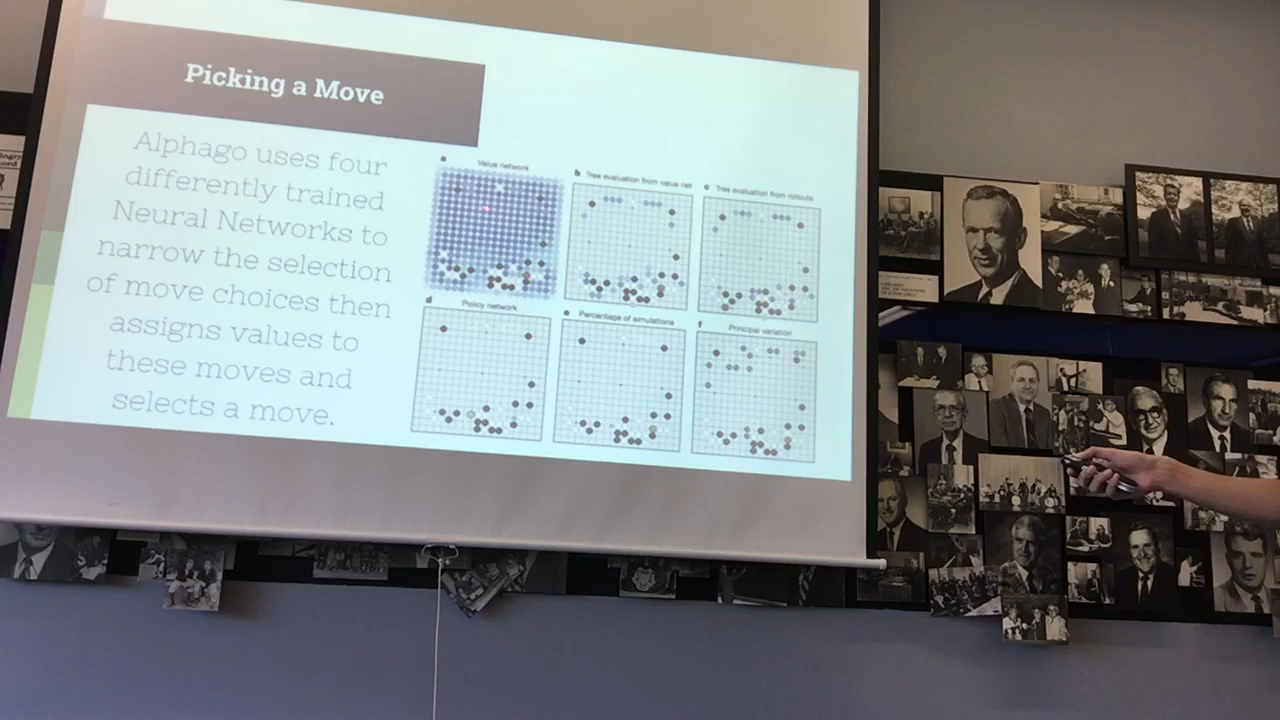 Picking a Move
Alphago uses four
differently trained
Neural Networks to
narrow the selection
of move choices then
assigns values to
these moves and
selects a move.
a Value network
b Tree evaluation from value net
c Tree evaluation from rollouts
d Policy network
e Percentage of simulations
f Principal variation